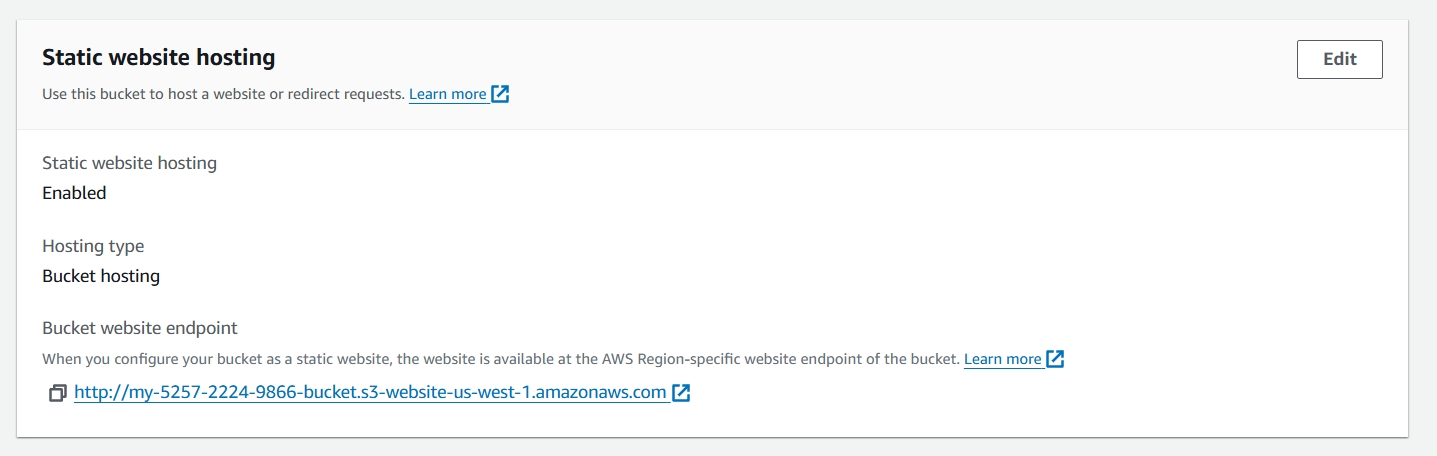 Static website hosting
Edit
Use this bucket to host a website or redirect requests. Learn more
Static website hosting
Enabled
Hosting type
Bucket hosting
Bucket website endpoint
When you configure your bucket as a static website, the website is available at the AWS Region-specific website endpoint of the bucket. Learn more
http://my-5257-2224-9866-bucket.s3-website-us-west-1.amazonaws.com